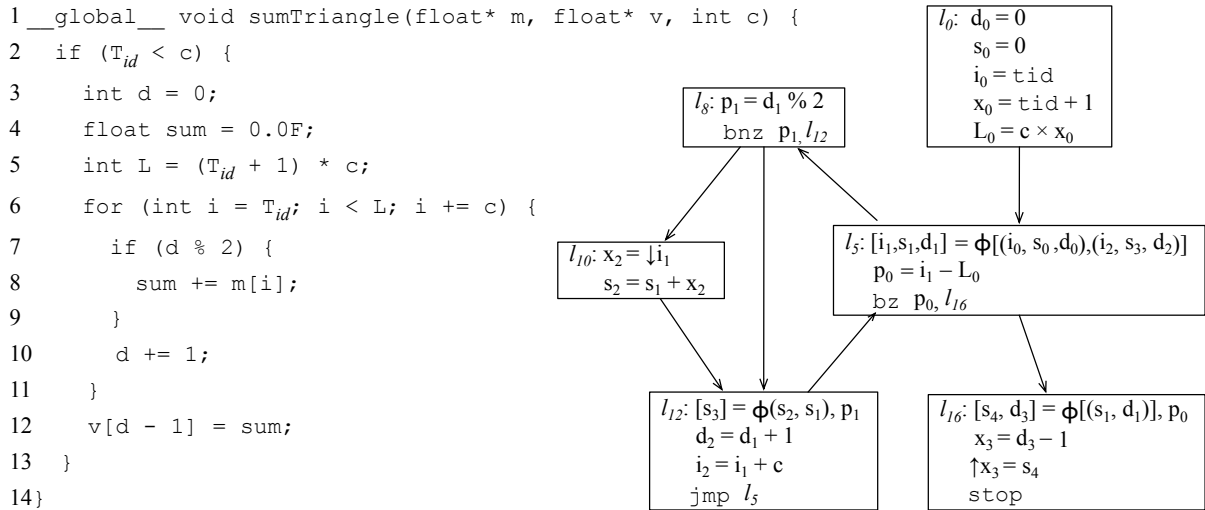 1 __global__ void sumTriangle(float* m, float* v, int c) {
2 if (T_id < c) {
3 int d = 0;
4 float sum = 0.0F;
5 int L = (T_id + 1) * c;
6 for (int i = T_id; i < L; i += c) {
7 if (d % 2) {
8 sum += m[i];
9 }
10 d += 1;
11 }
12 v[d - 1] = sum;
13 }
14 }
l0: d0 = 0
s0 = 0
i0 = tid
x0 = tid + 1
L0 = c × x0
l8: p1 = d1 % 2
bnz p1, l12
l10: x2 = ↓i1
s2 = s1 + x2
l5: [i1,s1,d1] = ϕ[(i0, s0 ,d0),(i2, s3, d2)]
p0 = i1 – L0
bz p0, l16
l12: [s3] = ϕ(s2, s1), p1
d2 = d1 + 1
i2 = i1 + c
jmp l5
l16: [s4, d3] = ϕ[(s1, d1)], p0
x3 = d3 – 1
↑x3 = s4
stop